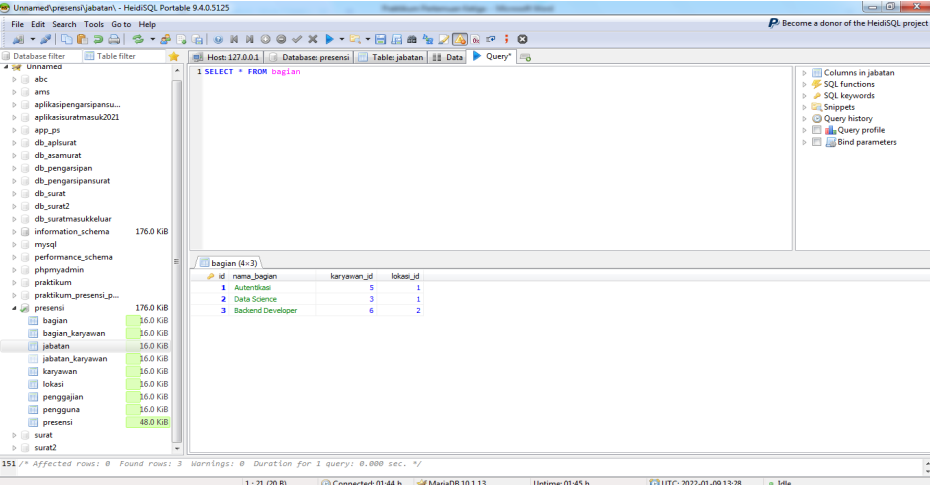 Unnamed\presensi\jabatan\ - HeidiSQL Portable 9.4.0.5125
File Edit Search Tools Go to Help
Become a donor of the HeidiSQL project
Database filter Table filter
Host: 127.0.0.1 Database: presensi Table: jabatan Data Query*
Unnamed
abc
ams
aplikasipengarsipansu...
aplikasisuratmasuk2021
app_ps
db_aplsurat
db_asamurat
db_pengarsipan
db_pengarsipansurat
db_surat
db_surat2
db_suratmasukkeluar
information_schema 176.0 KiB
mysql
performance_schema
phpmyadmin
praktikum
praktikum_presensi_p...
presensi 176.0 KiB
bagian 16.0 KiB
bagian_karyawan 16.0 KiB
jabatan 16.0 KiB
jabatan_karyawan 16.0 KiB
karyawan 16.0 KiB
lokasi 16.0 KiB
penggajian 16.0 KiB
pengguna 16.0 KiB
presensi 48.0 KiB
surat
surat2
1 SELECT * FROM bagian
Columns in jabatan
SQL functions
SQL keywords
Snippets
Query history
Query profile
Bind parameters
bagian (4×3)
id nama_bagian karyawan_id lokasi_id
1 Autentikasi 5 1
2 Data Science 3 1
3 Backend Developer 6 2
151 /* Affected rows: 0 Found rows: 3 Warnings: 0 Duration for 1 query: 0.000 sec. */
1 : 21 (20 B) Connected: 01:44 h MariaDB 10.1.13 Uptime: 01:45 h UTC: 2022-01-09 13:28 Idle